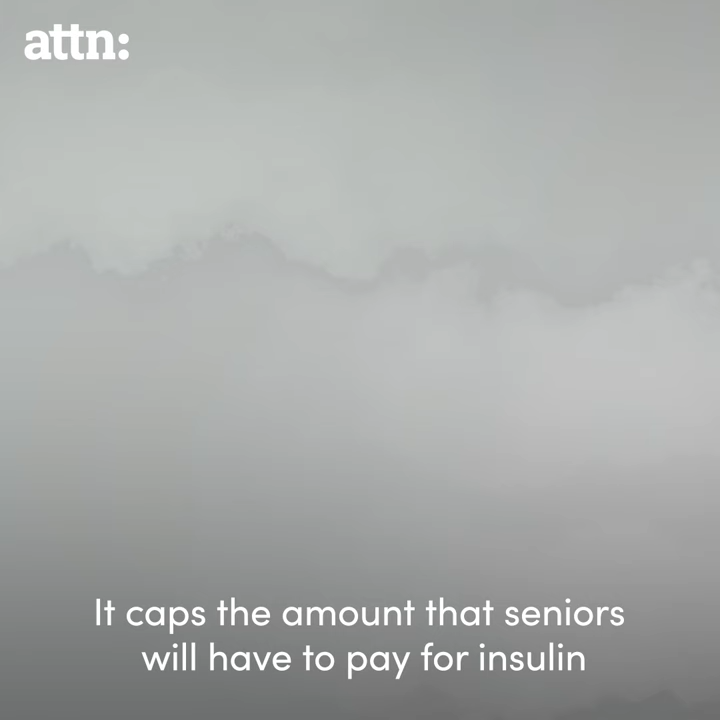 attn:
It caps the amount that seniors
will have to pay for insulin